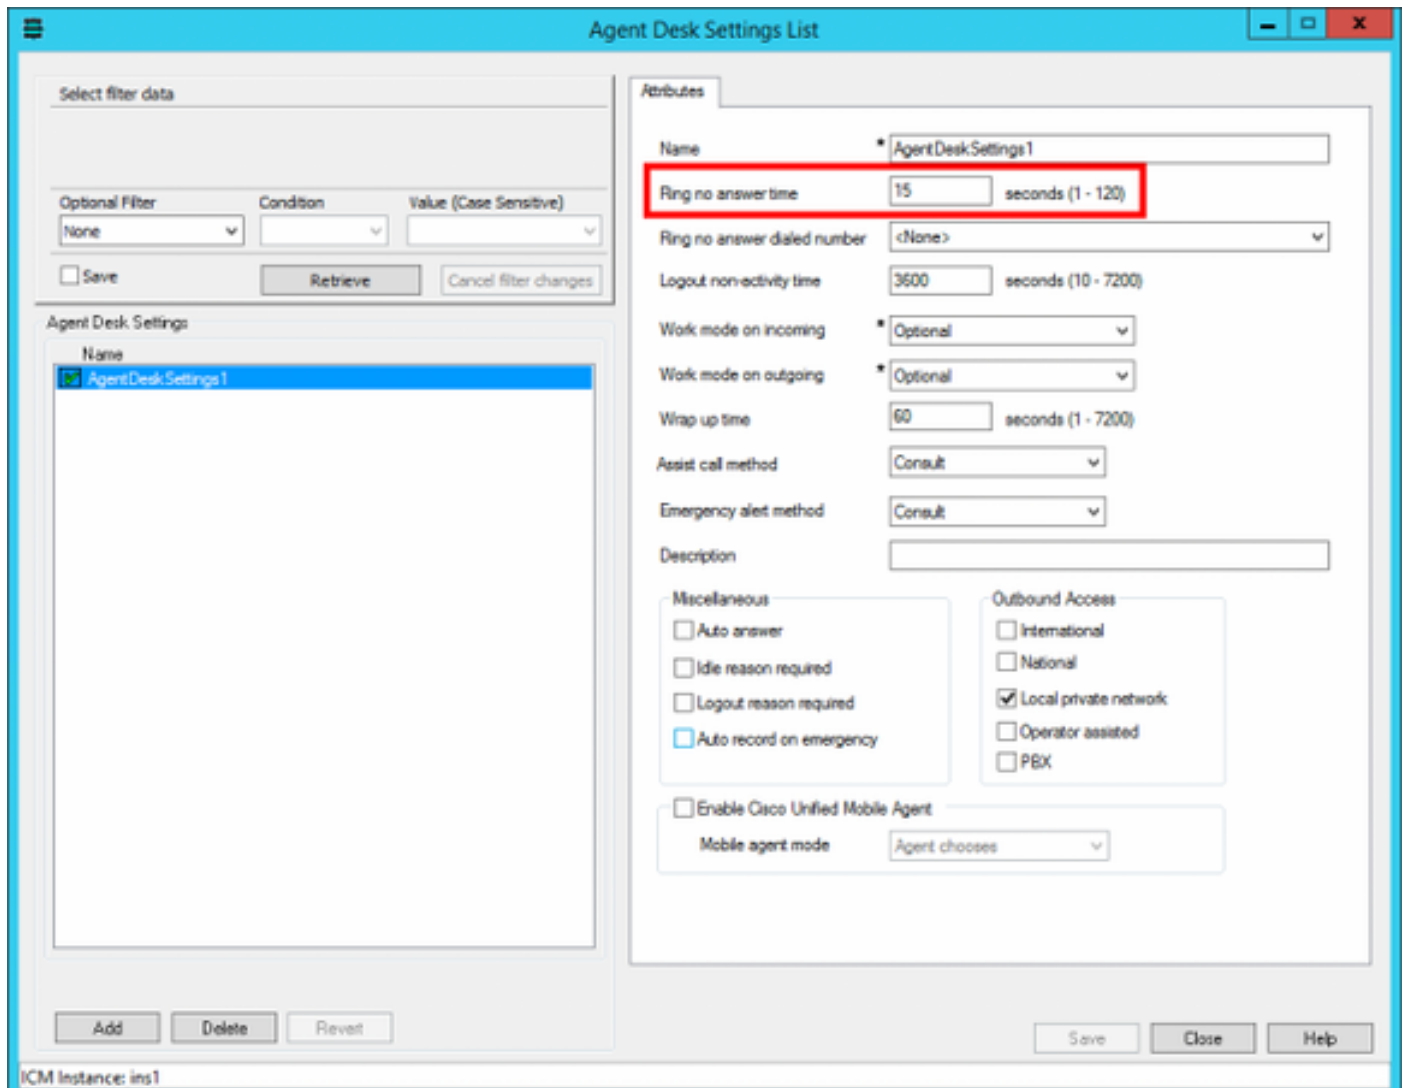 Agent Desk Settings List
Select filter data
Optional Filter Condition Value (Case Sensitive)
None
Save Retrieve Cancel filter changes
Agent Desk Settings
Name
AgentDeskSettings1
Add Delete Revert
Attributes
Name * AgentDeskSettings1
Ring no answer time 15 seconds (1 - 120)
Ring no answer dialed number <None>
Logout non-activity time 3600 seconds (10 - 7200)
Work mode on incoming * Optional
Work mode on outgoing * Optional
Wrap up time 60 seconds (1 - 7200)
Assist call method Consult
Emergency alert method Consult
Description
Miscellaneous
Auto answer
Idle reason required
Logout reason required
Auto record on emergency
Outbound Access
International
National
Local private network
Operator assisted
PBX
Enable Cisco Unified Mobile Agent
Mobile agent mode Agent chooses
Save Close Help
ICM Instance: ins1